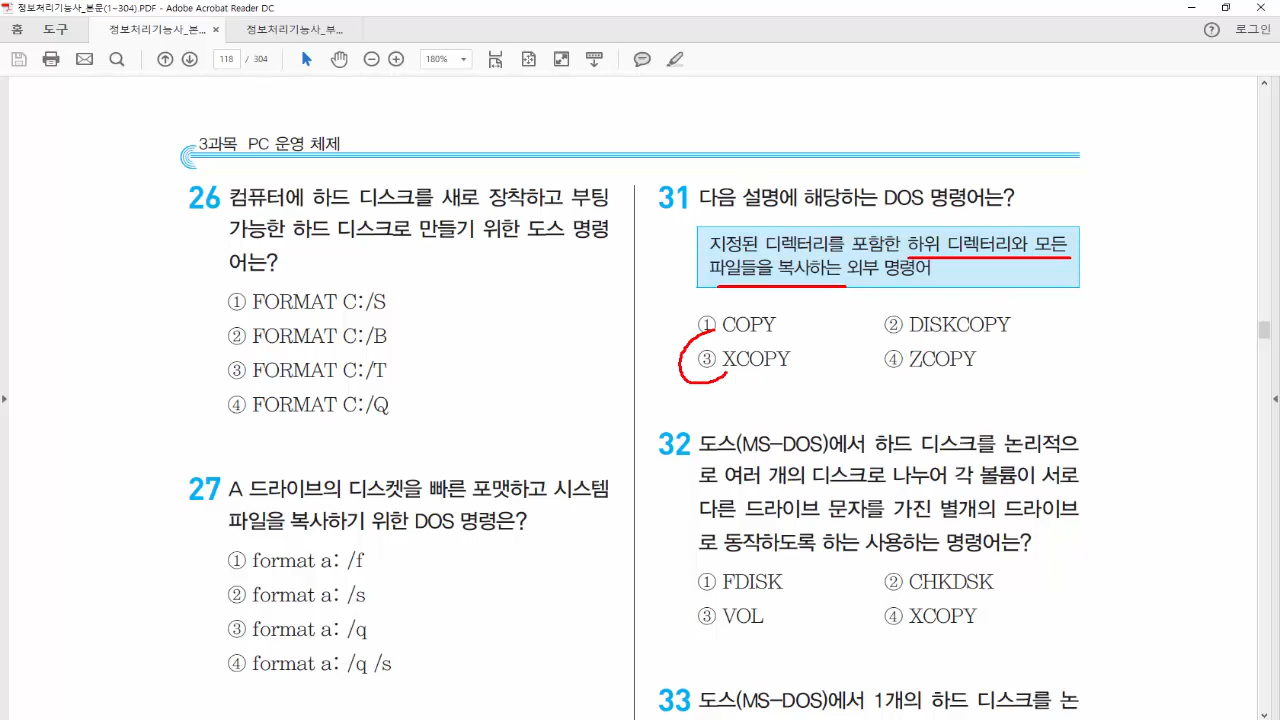 정보처리기능사_본문(1~304).PDF - Adobe Acrobat Reader DC
홈 도구 정보처리기능사_본... × 정보처리기능사_부... 로그인
118 / 304 180%
3과목 PC 운영 체제
26 컴퓨터에 하드 디스크를 새로 장착하고 부팅
가능한 하드 디스크로 만들기 위한 도스 명령
어는?
① FORMAT C:/S
② FORMAT C:/B
③ FORMAT C:/T
④ FORMAT C:/Q
27 A 드라이브의 디스켓을 빠른 포맷하고 시스템
파일을 복사하기 위한 DOS 명령은?
① format a: /f
② format a: /s
③ format a: /q
④ format a: /q /s
31 다음 설명에 해당하는 DOS 명령어는?
지정된 디렉터리를 포함한 하위 디렉터리와 모든
파일들을 복사하는 외부 명령어
① COPY ② DISKCOPY
③ XCOPY ④ ZCOPY
32 도스(MS-DOS)에서 하드 디스크를 논리적으
로 여러 개의 디스크로 나누어 각 볼륨이 서로
다른 드라이브 문자를 가진 별개의 드라이브
로 동작하도록 하는 사용하는 명령어는?
① FDISK ② CHKDSK
③ VOL ④ XCOPY
33 도스(MS-DOS)에서 1개의 하드 디스크를 논